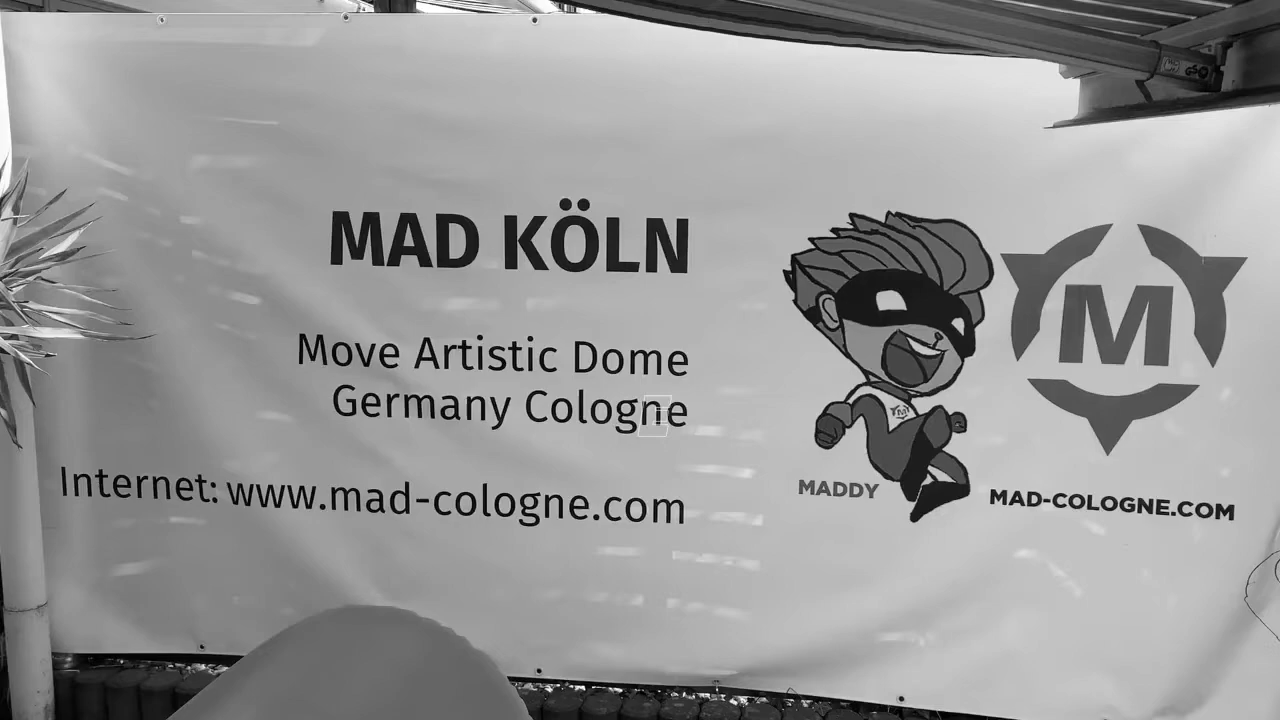 MAD KÖLN
Move Artistic Dome
Germany Cologne
Internet: www.mad-cologne.com
MADDY
M
MAD-COLOGNE.COM